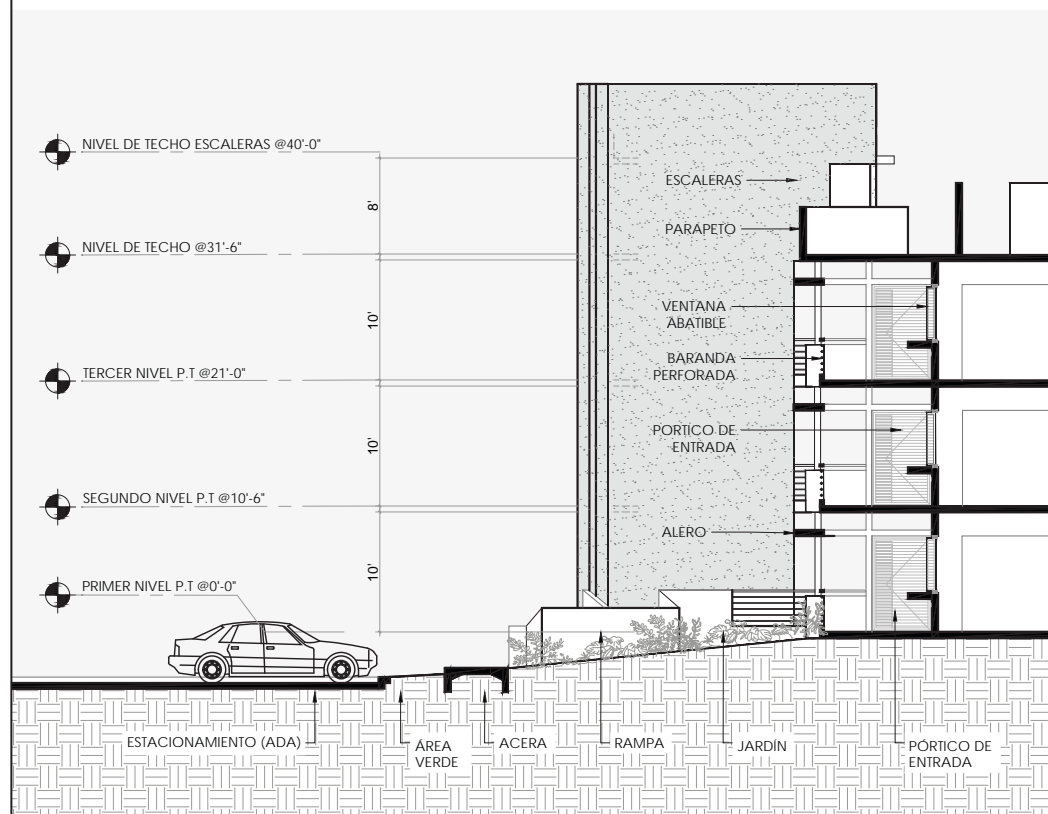 NIVEL DE TECHO ESCALERAS @40'-0"
8'
ESCALERAS
PARAPETO
NIVEL DE TECHO @31'-6"
10'
VENTANA
ABATIBLE
BARANDA
PERFORADA
TERCER NIVEL P.T @21'-0"
10'
PORTICO DE
ENTRADA
SEGUNDO NIVEL P.T @10'-6"
ALERO
10'
PRIMER NIVEL P.T @0'-0"
ESTACIONAMIENTO (ADA)
ÁREA
VERDE
ACERA
RAMPA
JARDÍN
PÓRTICO DE
ENTRADA